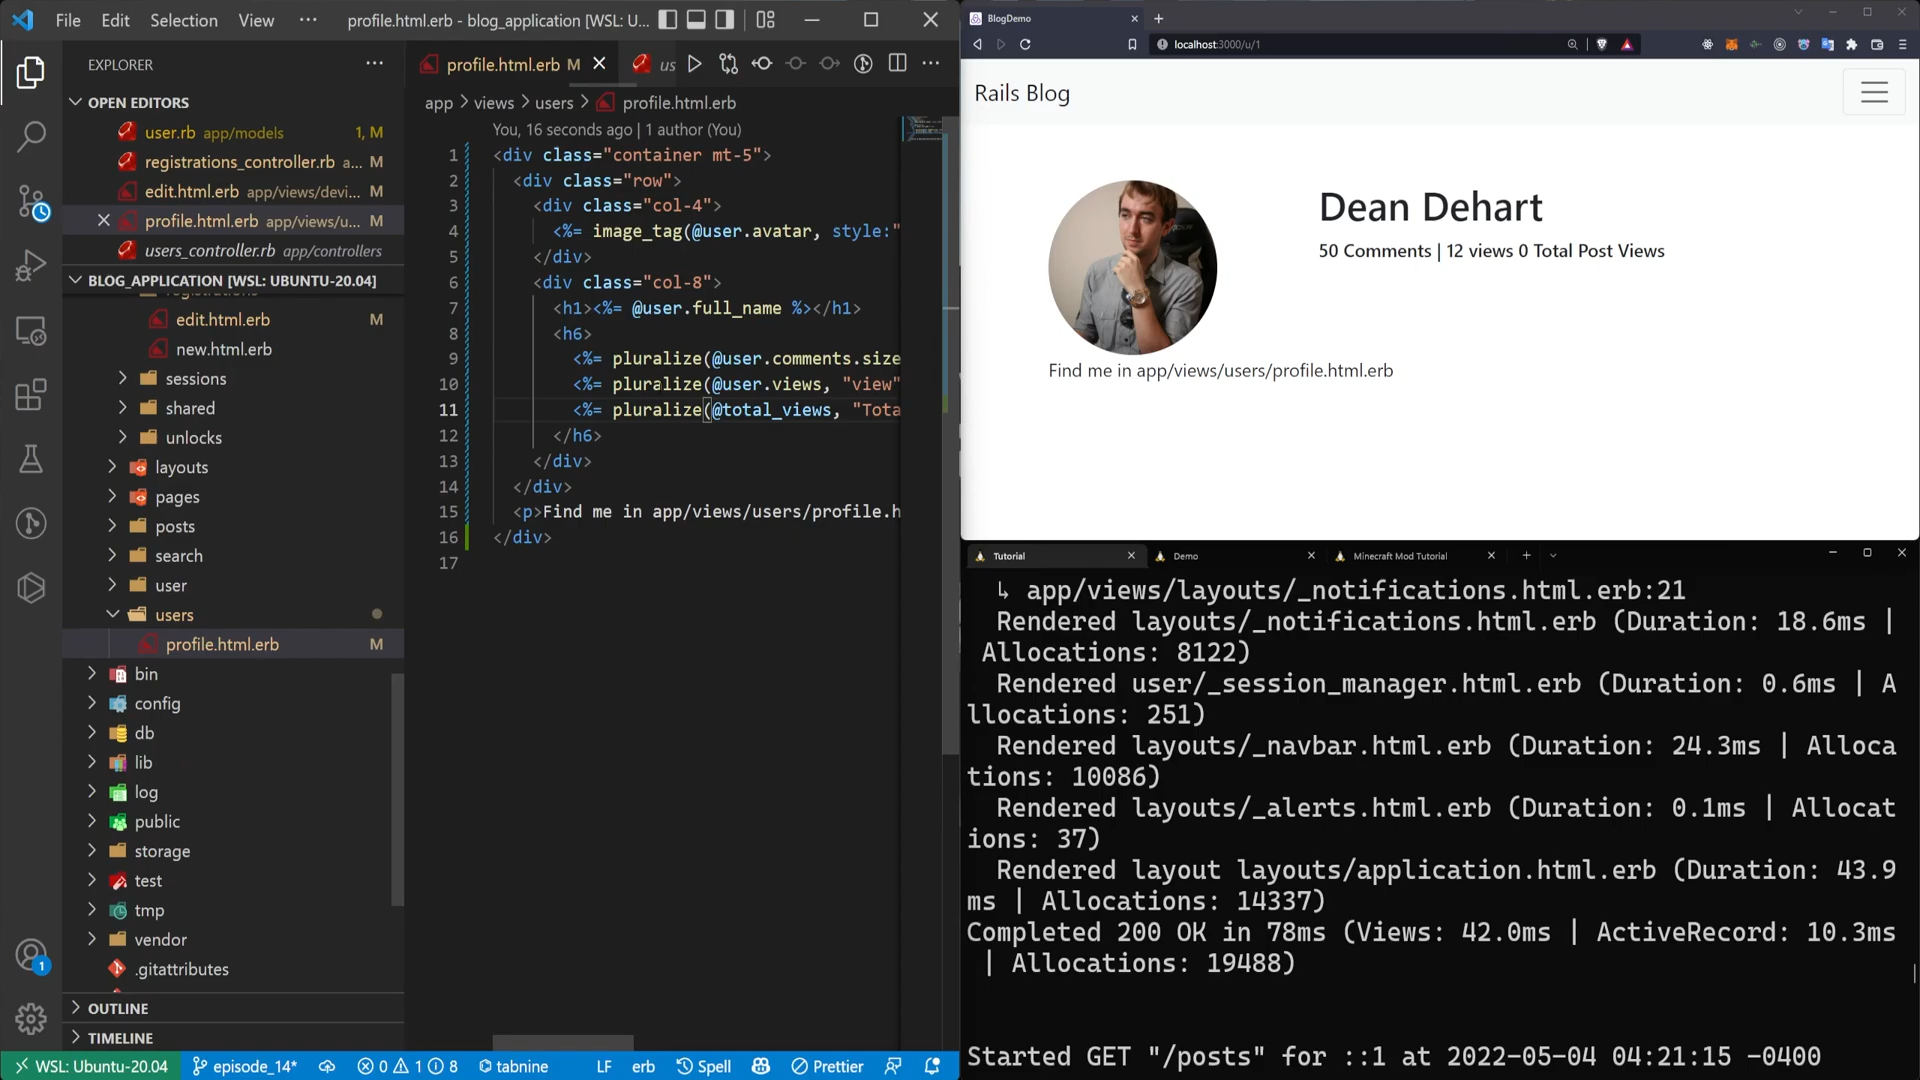 File Edit Selection View ··· profile.html.erb - blog_application [WSL: U...
EXPLORER
OPEN EDITORS
user.rb app/models 1, M
registrations_controller.rb a... M
edit.html.erb app/views/devi... M
profile.html.erb app/views/u... M
users_controller.rb app/controllers
BLOG_APPLICATION [WSL: UBUNTU-20.04]
registrations
edit.html.erb M
new.html.erb
sessions
shared
unlocks
layouts
pages
posts
search
user
users
profile.html.erb M
bin
config
db
lib
log
public
storage
test
tmp
vendor
.gitattributes
OUTLINE
TIMELINE
profile.html.erb M us
app > views > users > profile.html.erb
You, 16 seconds ago | 1 author (You)
1 <div class="container mt-5">
2 <div class="row">
3 <div class="col-4">
4 <%= image_tag(@user.avatar, style:"
5 </div>
6 <div class="col-8">
7 <h1><%= @user.full_name %></h1>
8 <h6>
9 <%= pluralize(@user.comments.size
10 <%= pluralize(@user.views, "view"
11 <%= pluralize(@total_views, "Tota
12 </h6>
13 </div>
14 </div>
15 <p>Find me in app/views/users/profile.h
16 </div>
17
1
WSL: Ubuntu-20.04 episode_14* 0 1 8 tabnine LF erb Spell Prettier
BlogDemo
localhost:3000/u/1
Rails Blog
Dean Dehart
50 Comments | 12 views 0 Total Post Views
Find me in app/views/users/profile.html.erb
Tutorial Demo Minecraft Mod Tutorial
↳ app/views/layouts/_notifications.html.erb:21
Rendered layouts/_notifications.html.erb (Duration: 18.6ms |
Allocations: 8122)
Rendered user/_session_manager.html.erb (Duration: 0.6ms | A
llocations: 251)
Rendered layouts/_navbar.html.erb (Duration: 24.3ms | Alloca
tions: 10086)
Rendered layouts/_alerts.html.erb (Duration: 0.1ms | Allocat
ions: 37)
Rendered layout layouts/application.html.erb (Duration: 43.9
ms | Allocations: 14337)
Completed 200 OK in 78ms (Views: 42.0ms | ActiveRecord: 10.3ms
| Allocations: 19488)
Started GET "/posts" for ::1 at 2022-05-04 04:21:15 -0400